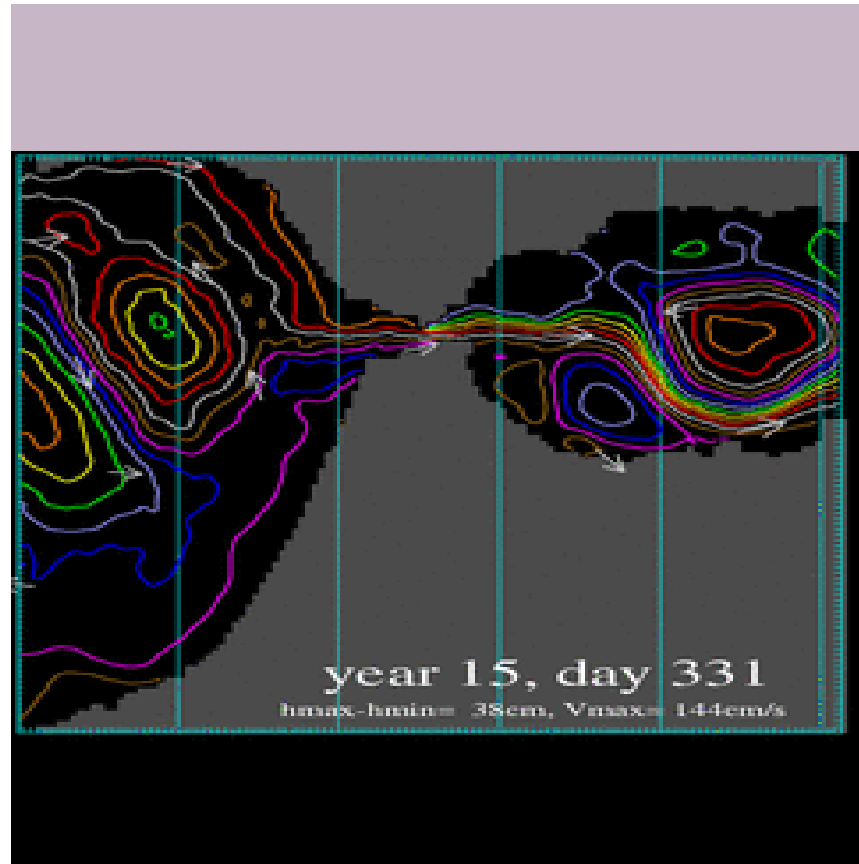 year 15, day 331
hmax-hmin= 38cm, Vmax= 144cm/s